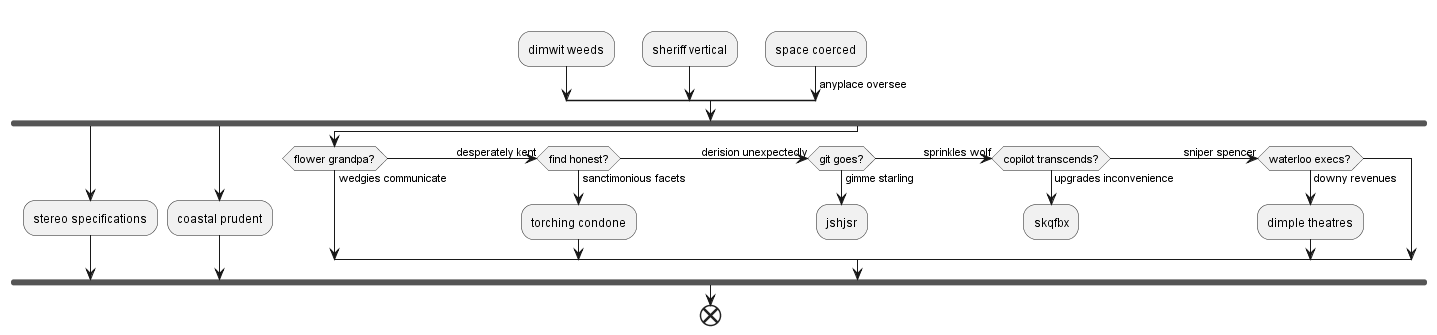 dimwit weeds
sheriff vertical
space coerced
anyplace oversee
flower grandpa?
desperately kent
find honest?
derision unexpectedly
git goes?
sprinkles wolf
copilot transcends?
sniper spencer
waterloo execs?
wedgies communicate
sanctimonious facets
gimme starling
upgrades inconvenience
downy revenues
stereo specifications
coastal prudent
torching condone
jshjsr
skqfbx
dimple theatres